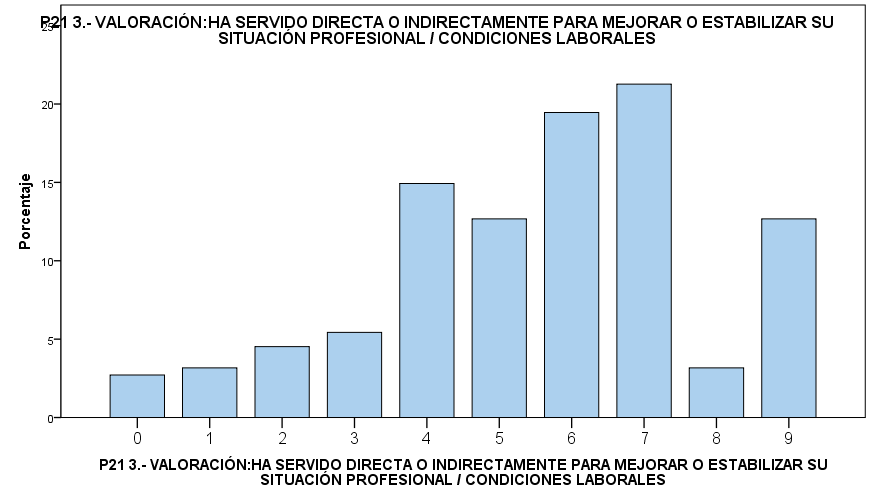 P21 3.- VALORACIÓN:HA SERVIDO DIRECTA O INDIRECTAMENTE PARA MEJORAR O ESTABILIZAR SU
SITUACIÓN PROFESIONAL / CONDICIONES LABORALES
25
20
15
10
5
0
Porcentaje
0 1 2 3 4 5 6 7 8 9
P21 3.- VALORACIÓN:HA SERVIDO DIRECTA O INDIRECTAMENTE PARA MEJORAR O ESTABILIZAR SU
SITUACIÓN PROFESIONAL / CONDICIONES LABORALES